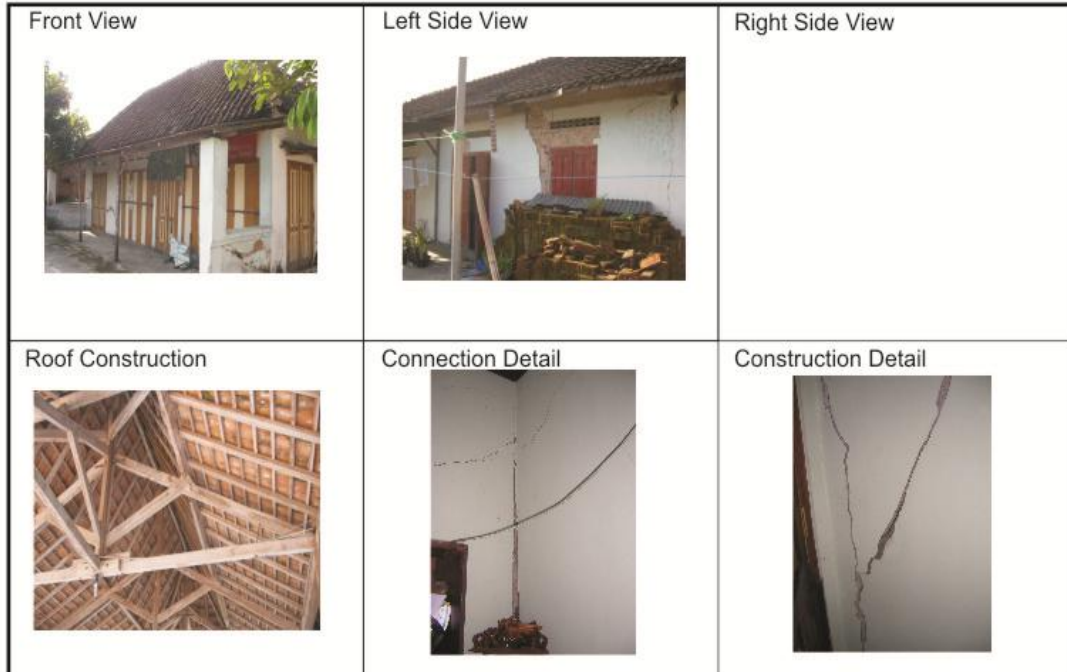 Front View
Left Side View
Right Side View
Roof Construction
Connection Detail
Construction Detail